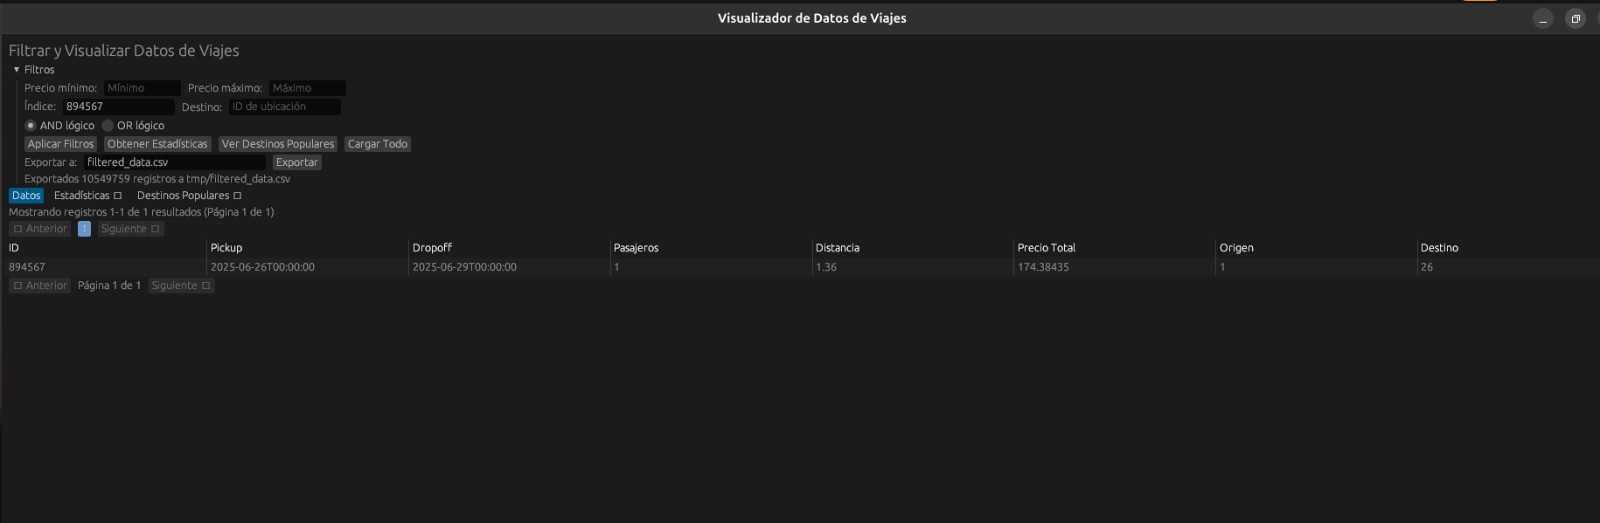 Visualizador de Datos de Viajes
Filtrar y Visualizar Datos de Viajes
Filtros
Precio mínimo: Mínimo Precio máximo: Máximo
Índice: 894567 Destino: ID de ubicación
AND lógico OR lógico
Aplicar Filtros Obtener Estadísticas Ver Destinos Populares Cargar Todo
Exportar a: filtered_data.csv Exportar
Exportados 10549759 registros a tmp/filtered_data.csv
Datos Estadísticas Destinos Populares
Mostrando registros 1-1 de 1 resultados (Página 1 de 1)
Anterior 1 Siguiente
ID Pickup Dropoff Pasajeros Distancia Precio Total Origen Destino
894567 2025-06-26T00:00:00 2025-06-29T00:00:00 1 1.36 174.38435 1 26
Anterior Página 1 de 1 Siguiente